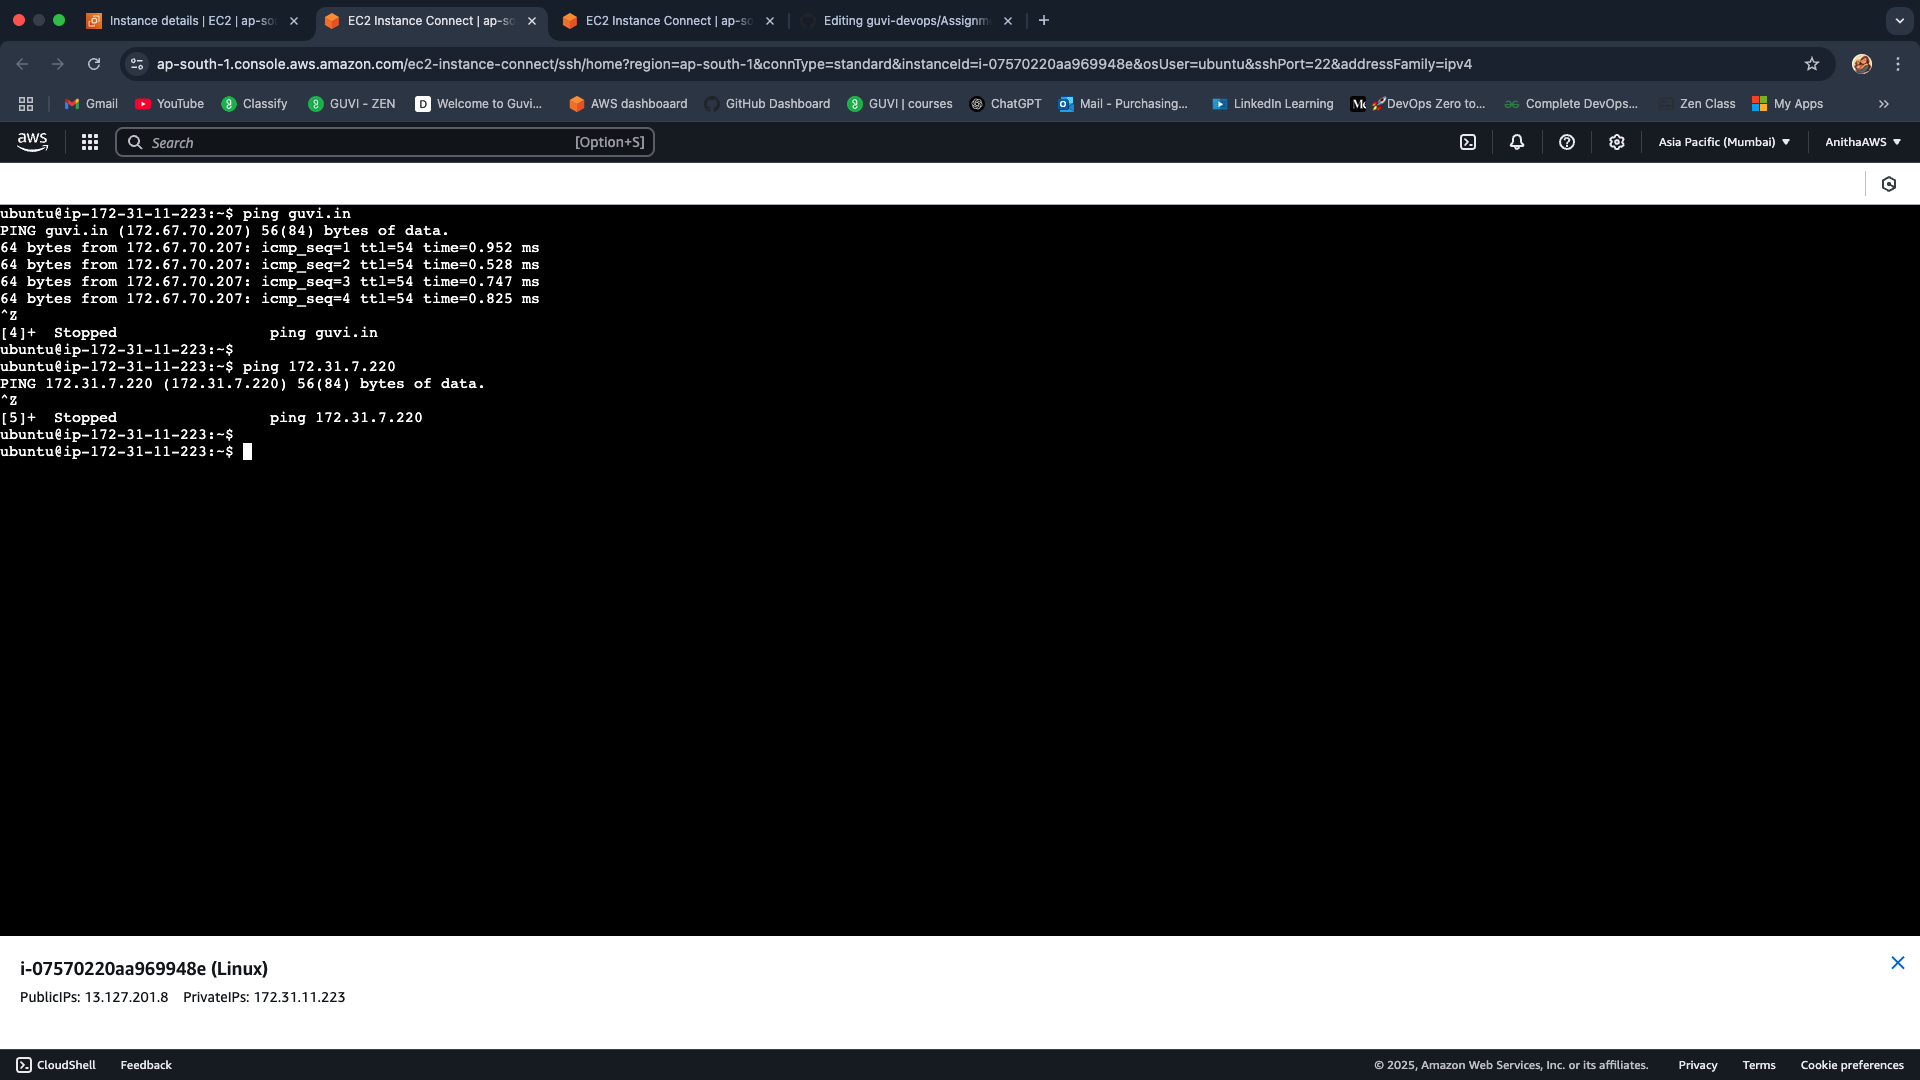 Instance details | EC2 | ap-sou
EC2 Instance Connect | ap-so
EC2 Instance Connect | ap-so
Editing guvi-devops/Assignm
ap-south-1.console.aws.amazon.com/ec2-instance-connect/ssh/home?region=ap-south-1&connType=standard&instanceId=i-07570220aa969948e&osUser=ubuntu&sshPort=22&addressFamily=ipv4
Gmail
YouTube
Classify
GUVI - ZEN
Welcome to Guvi...
AWS dashboaard
GitHub Dashboard
GUVI | courses
ChatGPT
Mail - Purchasing...
LinkedIn Learning
🚀DevOps Zero to...
Complete DevOps...
Zen Class
My Apps
aws
Search
[Option+S]
Asia Pacific (Mumbai)
AnithaAWS
ubuntu@ip-172-31-11-223:~$ ping guvi.in
PING guvi.in (172.67.70.207) 56(84) bytes of data.
64 bytes from 172.67.70.207: icmp_seq=1 ttl=54 time=0.952 ms
64 bytes from 172.67.70.207: icmp_seq=2 ttl=54 time=0.528 ms
64 bytes from 172.67.70.207: icmp_seq=3 ttl=54 time=0.747 ms
64 bytes from 172.67.70.207: icmp_seq=4 ttl=54 time=0.825 ms
^Z
[4]+  Stopped                 ping guvi.in
ubuntu@ip-172-31-11-223:~$
ubuntu@ip-172-31-11-223:~$ ping 172.31.7.220
PING 172.31.7.220 (172.31.7.220) 56(84) bytes of data.
^Z
[5]+  Stopped                 ping 172.31.7.220
ubuntu@ip-172-31-11-223:~$
ubuntu@ip-172-31-11-223:~$
i-07570220aa969948e (Linux)
PublicIPs: 13.127.201.8 PrivateIPs: 172.31.11.223
CloudShell
Feedback
© 2025, Amazon Web Services, Inc. or its affiliates.
Privacy
Terms
Cookie preferences